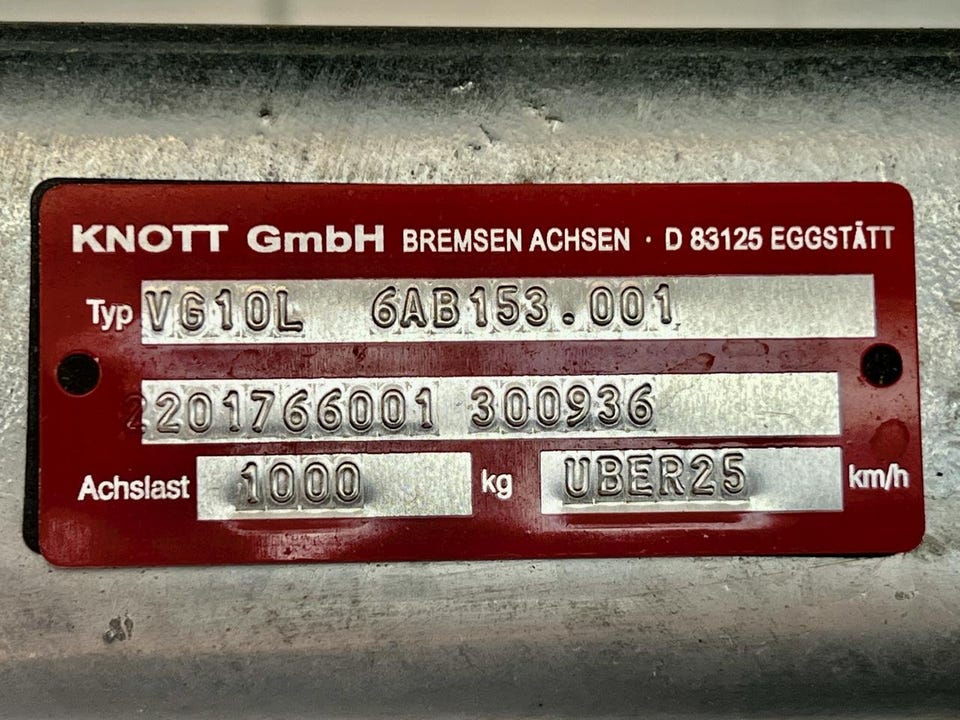 KNOTT GmbH BREMSEN ACHSEN · D 83125 EGGSTÄTT
Typ VG10L 6AB153.001
2201766001 300936
Achslast 1000 kg UBER25 km/h